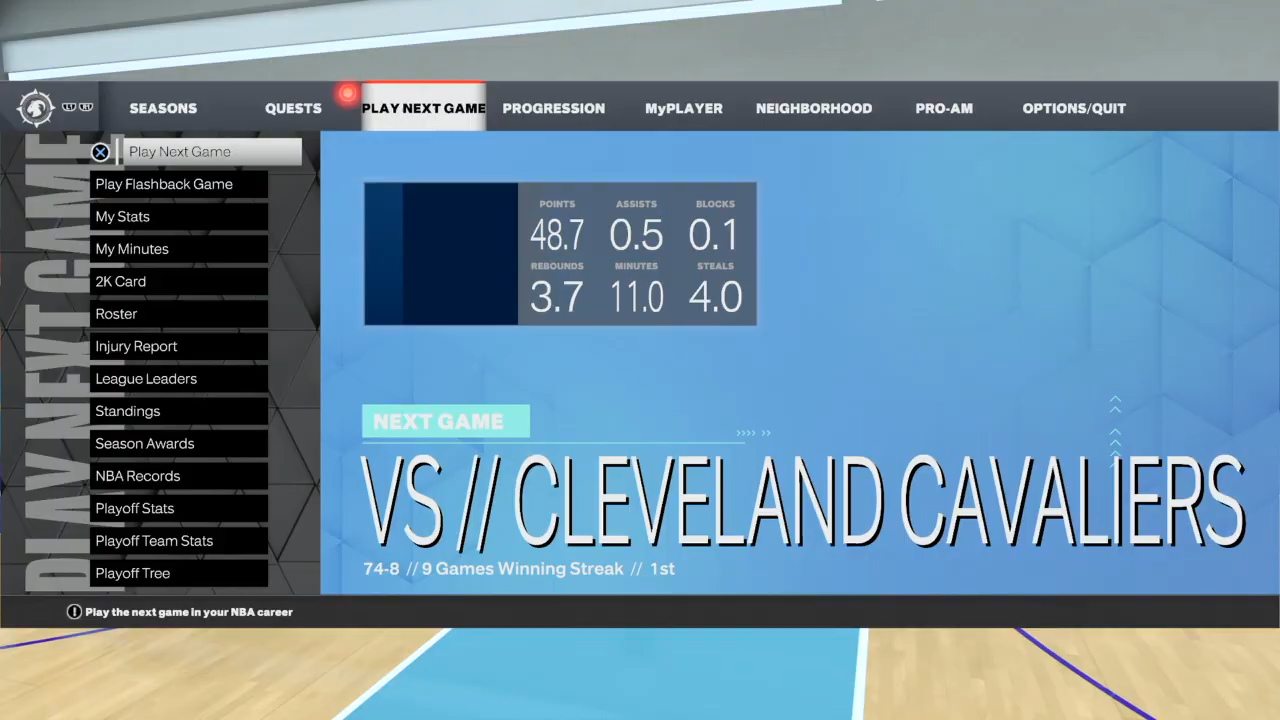 L1 R1
SEASONS
QUESTS
PLAY NEXT GAME
PROGRESSION
MyPLAYER
NEIGHBORHOOD
PRO-AM
OPTIONS/QUIT
PLAY NEXT GAME
Play Next Game
Play Flashback Game
My Stats
My Minutes
2K Card
Roster
Injury Report
League Leaders
Standings
Season Awards
NBA Records
Playoff Stats
Playoff Team Stats
Playoff Tree
POINTS ASSISTS BLOCKS
48.7 0.5 0.1
REBOUNDS MINUTES STEALS
3.7 11.0 4.0
NEXT GAME
VS // CLEVELAND CAVALIERS
74-8 // 9 Games Winning Streak // 1st
Play the next game in your NBA career